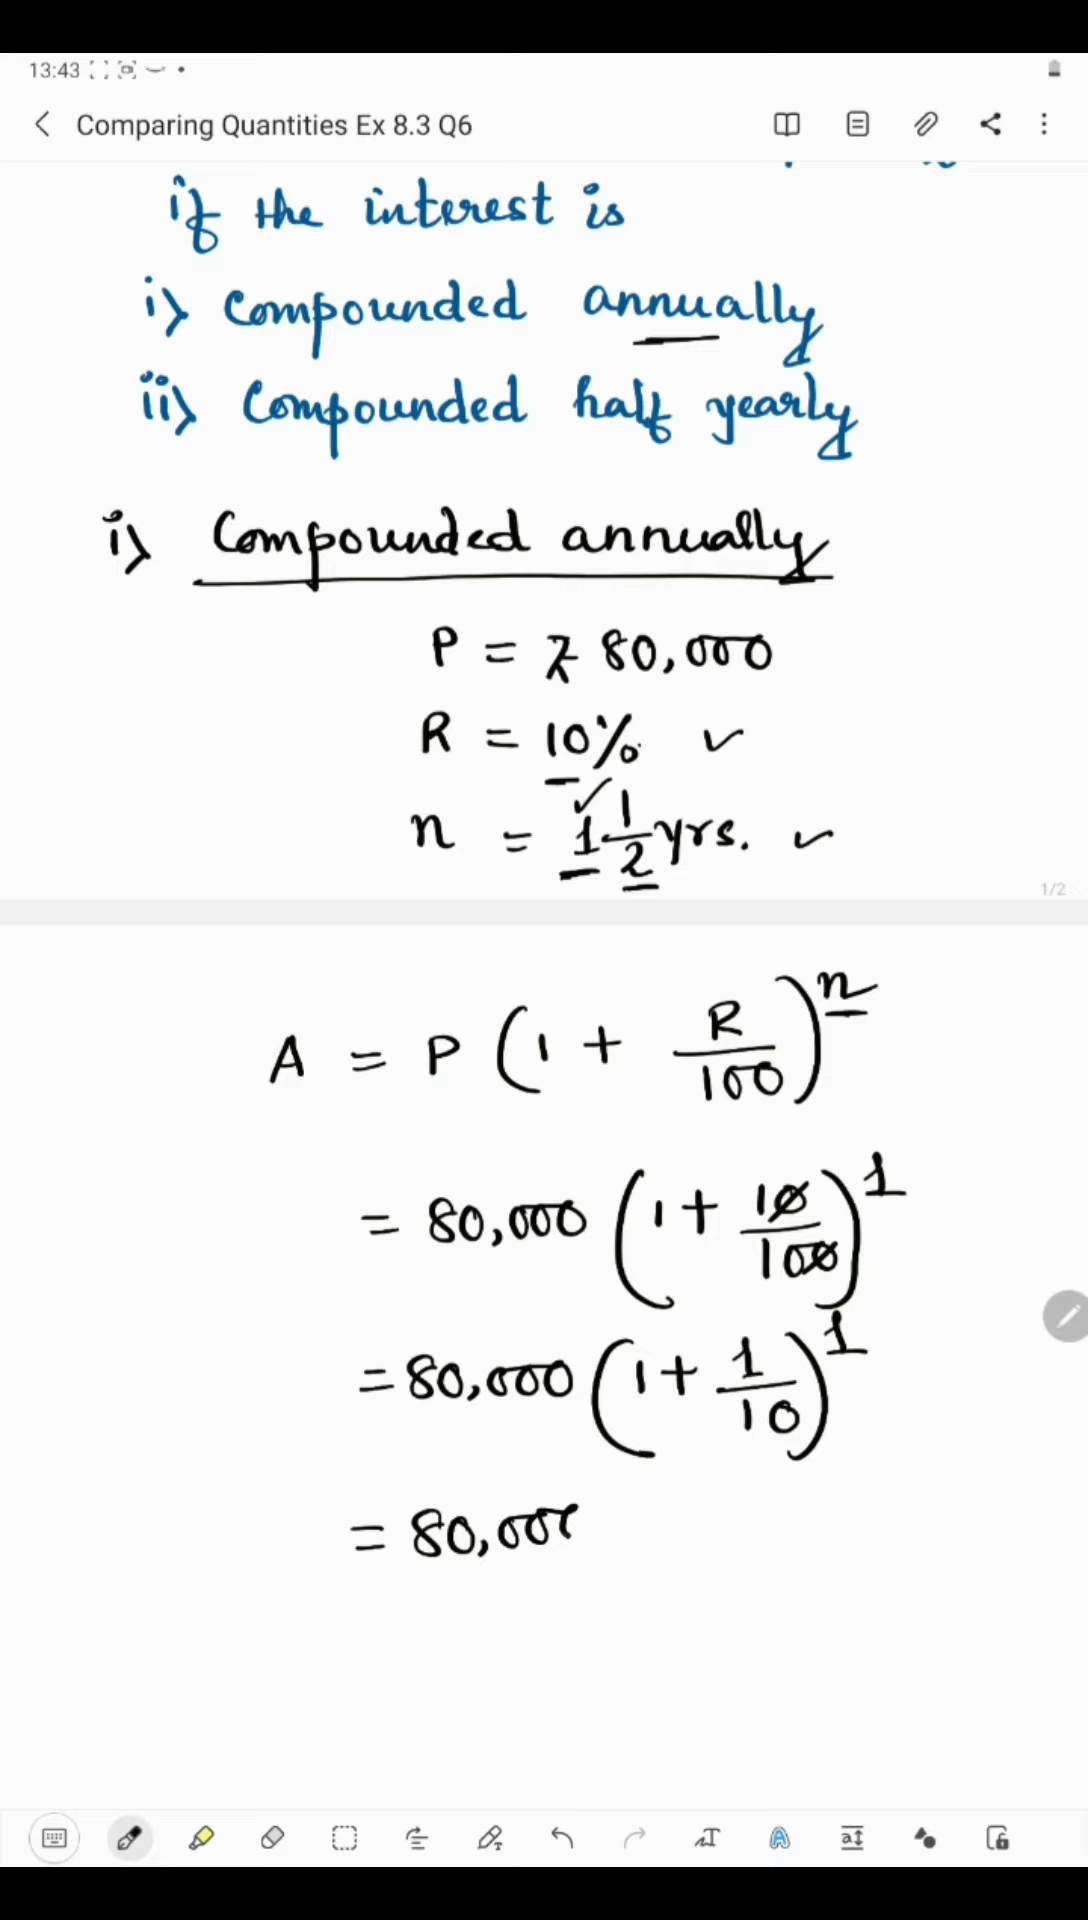 13:43
Comparing Quantities Ex 8.3 Q6
if the interest is
i) Compounded annually
ii) Compounded half yearly
i) Compounded annually
P = ₹ 80,000
R = 10% ✓
n = 1 1/2 yrs. ✓
1/2
A = P (1 + R/100)^n
= 80,000 (1 + 10/100)^1
= 80,000 (1 + 1/10)^1
= 80,000